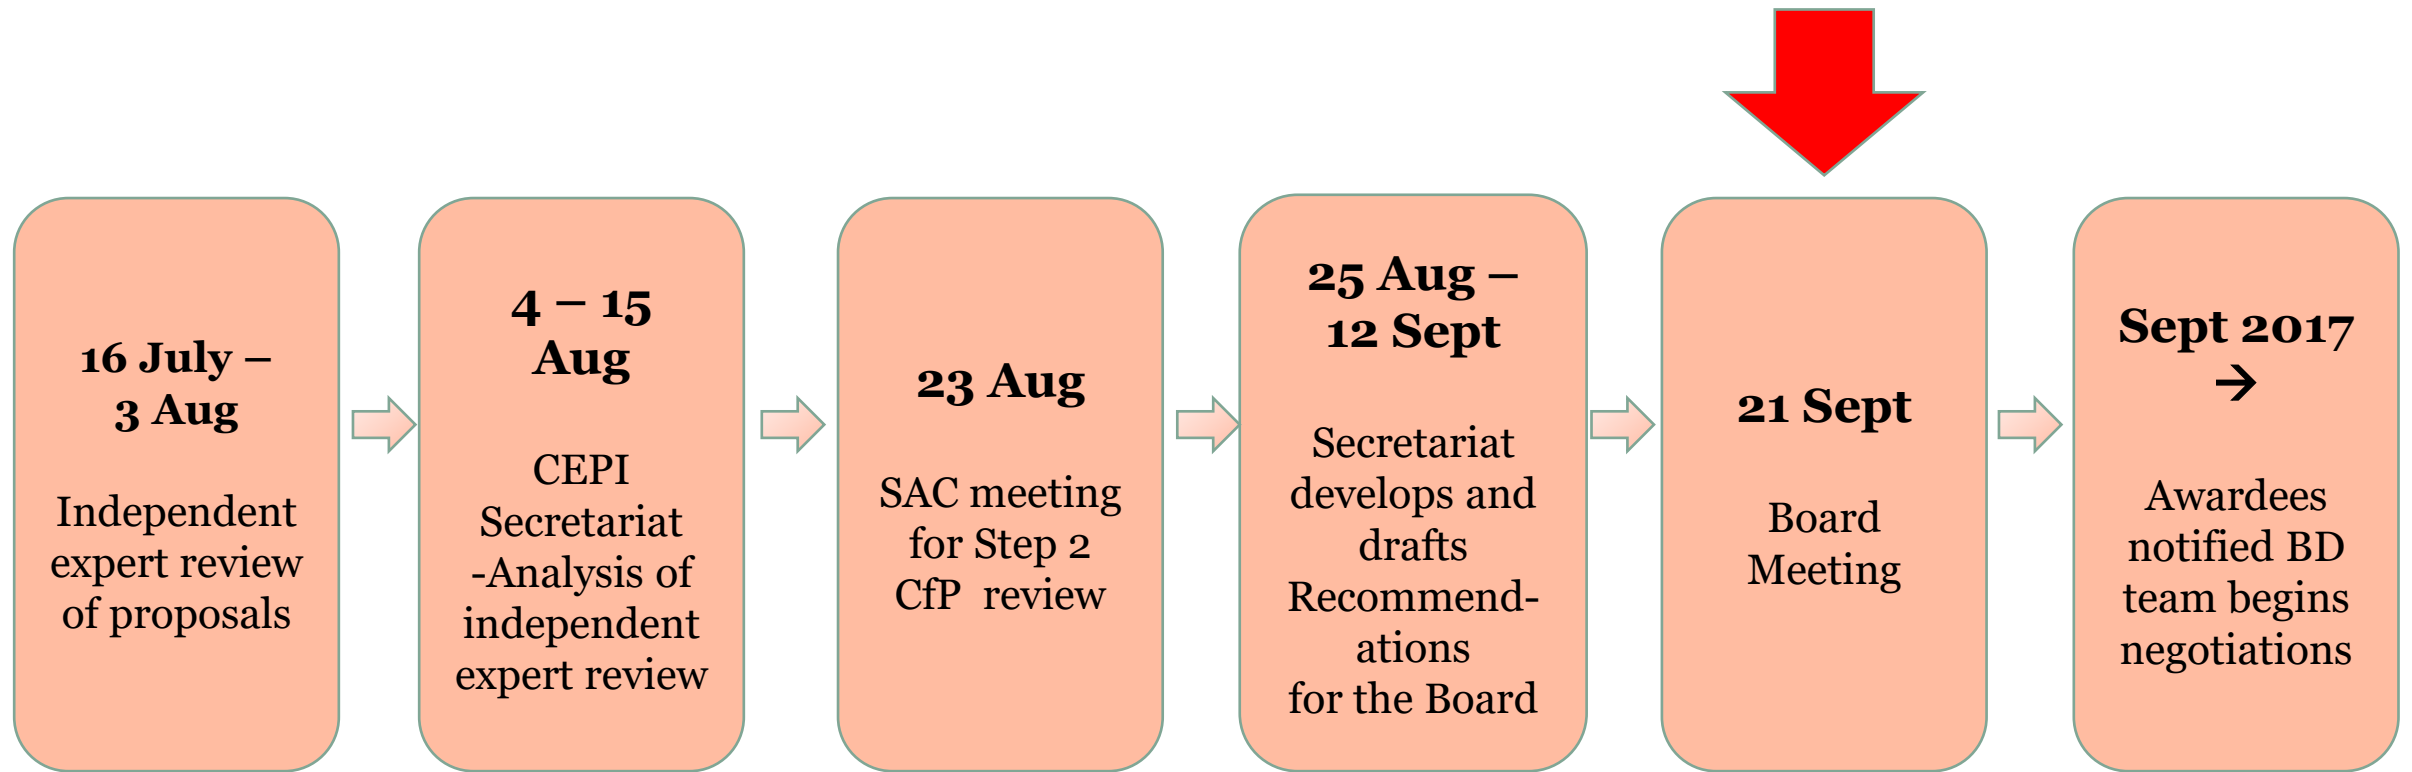 16 July –
3 Aug
Independent
expert review
of proposals
4 – 15
Aug
CEPI
Secretariat
-Analysis of
independent
expert review
23 Aug
SAC meeting
for Step 2
CfP  review
25 Aug –
12 Sept
Secretariat
develops and
drafts
Recommend-
ations
for the Board
21 Sept
Board
Meeting
Sept 2017
→
Awardees
notified BD
team begins
negotiations